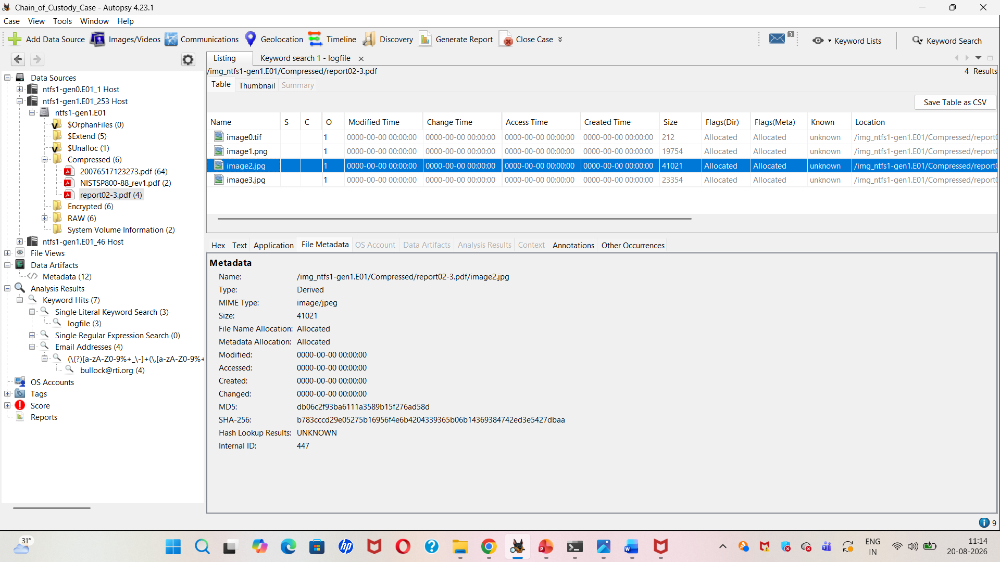 Chain_of_Custody_Case - Autopsy 4.23.1
Case View Tools Window Help
Add Data Source Images/Videos Communications Geolocation Timeline Discovery Generate Report Close Case 3 Keyword Lists Keyword Search
Listing Keyword search 1 - logfile
/img_ntfs1-gen1.E01/Compressed/report02-3.pdf 4 Results
Table Thumbnail Summary
Save Table as CSV
Data Sources
ntfs1-gen0.E01_1 Host
ntfs1-gen1.E01_253 Host
ntfs1-gen1.E01
$OrphanFiles (0)
$Extend (5)
$Unalloc (1)
Compressed (6)
20076517123273.pdf (64)
NISTSP800-88_rev1.pdf (2)
report02-3.pdf (4)
Encrypted (6)
RAW (6)
System Volume Information (2)
ntfs1-gen1.E01_46 Host
File Views
Data Artifacts
Metadata (12)
Analysis Results
Keyword Hits (7)
Single Literal Keyword Search (3)
logfile (3)
Single Regular Expression Search (0)
Email Addresses (4)
(\{?)[a-zA-Z0-9%+_\-]+(\.[a-zA-Z0-9%+
bullock@rti.org (4)
OS Accounts
Tags
Score
Reports
Name S C O Modified Time Change Time Access Time Created Time Size Flags(Dir) Flags(Meta) Known Location
image0.tif 1 0000-00-00 00:00:00 0000-00-00 00:00:00 0000-00-00 00:00:00 0000-00-00 00:00:00 212 Allocated Allocated unknown /img_ntfs1-gen1.E01/Compressed/report0
image1.png 1 0000-00-00 00:00:00 0000-00-00 00:00:00 0000-00-00 00:00:00 0000-00-00 00:00:00 19754 Allocated Allocated unknown /img_ntfs1-gen1.E01/Compressed/report0
image2.jpg 1 0000-00-00 00:00:00 0000-00-00 00:00:00 0000-00-00 00:00:00 0000-00-00 00:00:00 41021 Allocated Allocated unknown /img_ntfs1-gen1.E01/Compressed/report0
image3.jpg 1 0000-00-00 00:00:00 0000-00-00 00:00:00 0000-00-00 00:00:00 0000-00-00 00:00:00 23354 Allocated Allocated unknown /img_ntfs1-gen1.E01/Compressed/report0
Hex Text Application File Metadata OS Account Data Artifacts Analysis Results Context Annotations Other Occurrences
Metadata
Name: /img_ntfs1-gen1.E01/Compressed/report02-3.pdf/image2.jpg
Type: Derived
MIME Type: image/jpeg
Size: 41021
File Name Allocation: Allocated
Metadata Allocation: Allocated
Modified: 0000-00-00 00:00:00
Accessed: 0000-00-00 00:00:00
Created: 0000-00-00 00:00:00
Changed: 0000-00-00 00:00:00
MD5: db06c2f93ba6111a3589b15f276ad58d
SHA-256: b783cccd29e05275b16956f4e6b4204339365b06b14369384742ed3e5427dbaa
Hash Lookup Results: UNKNOWN
Internal ID: 447
9
31°
hp
ENG
IN
11:14
20-08-2026